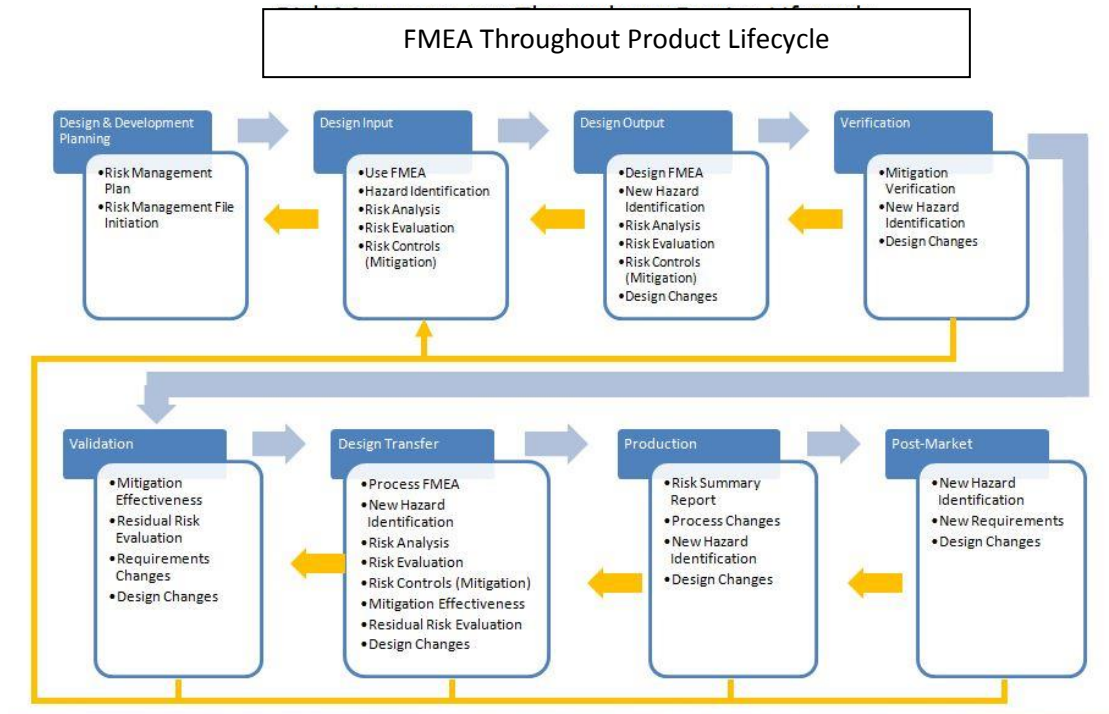 FMEA Throughout Product Lifecycle
Design & Development
Planning
•Risk Management
Plan
•Risk Management File
Initiation
Design Input
•Use FMEA
•Hazard Identification
•Risk Analysis
•Risk Evaluation
•Risk Controls
(Mitigation)
Design Output
•Design FMEA
•New Hazard
Identification
•Risk Analysis
•Risk Evaluation
•Risk Controls
(Mitigation)
•Design Changes
Verification
•Mitigation
Verification
•New Hazard
Identification
•Design Changes
Validation
•Mitigation
Effectiveness
•Residual Risk
Evaluation
•Requirements
Changes
•Design Changes
Design Transfer
•Process FMEA
•New Hazard
Identification
•Risk Analysis
•Risk Evaluation
•Risk Controls (Mitigation)
•Mitigation Effectiveness
•Residual Risk Evaluation
•Design Changes
Production
•Risk Summary
Report
•Process Changes
•New Hazard
Identification
•Design Changes
Post-Market
•New Hazard
Identification
•New Requirements
•Design Changes